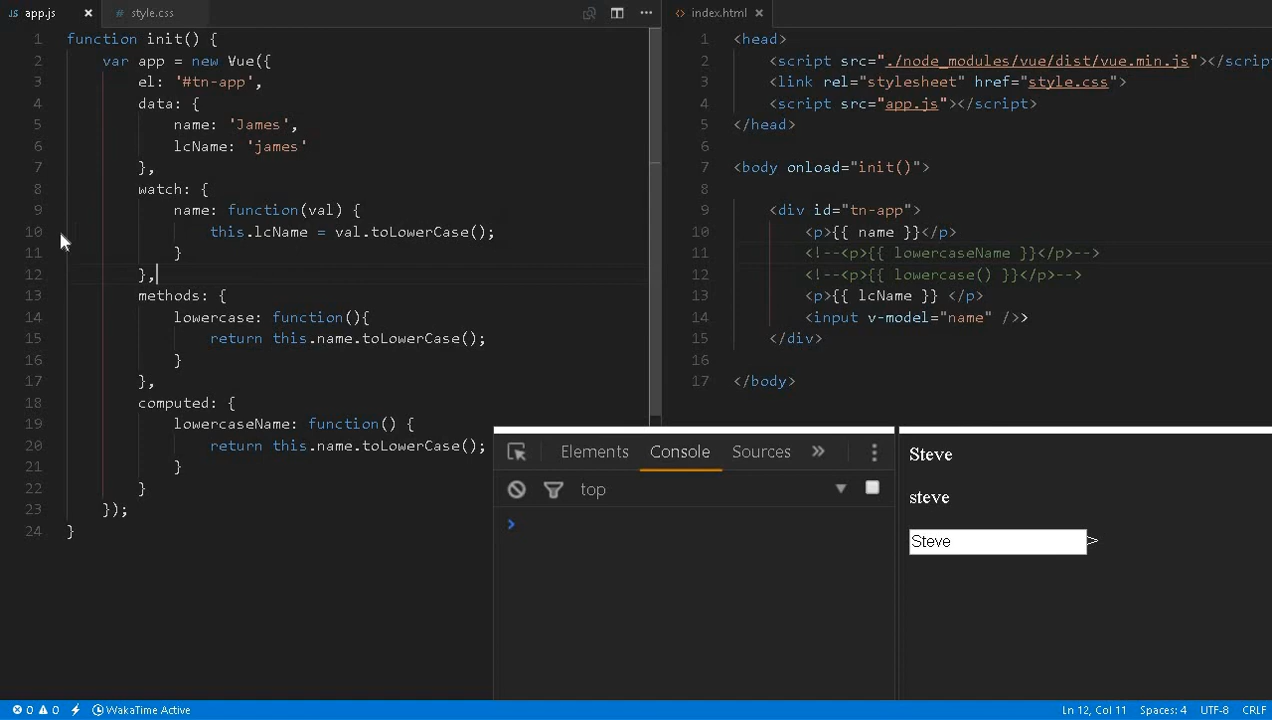 JS app.js × # style.css
1 function init() {
2 var app = new Vue({
3 el: '#tn-app',
4 data: {
5 name: 'James',
6 lcName: 'james'
7 },
8 watch: {
9 name: function(val) {
10 this.lcName = val.toLowerCase();
11 }
12 },
13 methods: {
14 lowercase: function(){
15 return this.name.toLowerCase();
16 }
17 },
18 computed: {
19 lowercaseName: function() {
20 return this.name.toLowerCase();
21 }
22 }
23 });
24 }
<> index.html ×
1 <head>
2 <script src="./node_modules/vue/dist/vue.min.js"></scrip
3 <link rel="stylesheet" href="style.css">
4 <script src="app.js"></script>
5 </head>
6
7 <body onload="init()">
8
9 <div id="tn-app">
10 <p>{{ name }}</p>
11 <!--<p>{{ lowercaseName }}</p>-->
12 <!--<p>{{ lowercase() }}</p>-->
13 <p>{{ lcName }} </p>
14 <input v-model="name" />>
15 </div>
16
17 </body>
Elements Console Sources »
top
>
Steve
steve
Steve >
0 0 WakaTime Active Ln 12, Col 11 Spaces: 4 UTF-8 CRLF